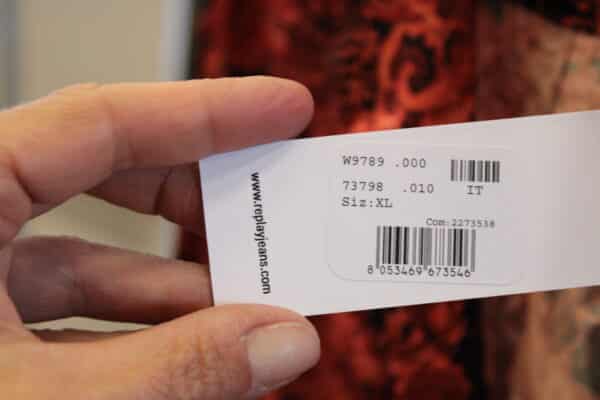 www.replayjeans.com
W9789 .000
73798 .010 IT
Siz:XL
Com:2273538
8 053469 673546